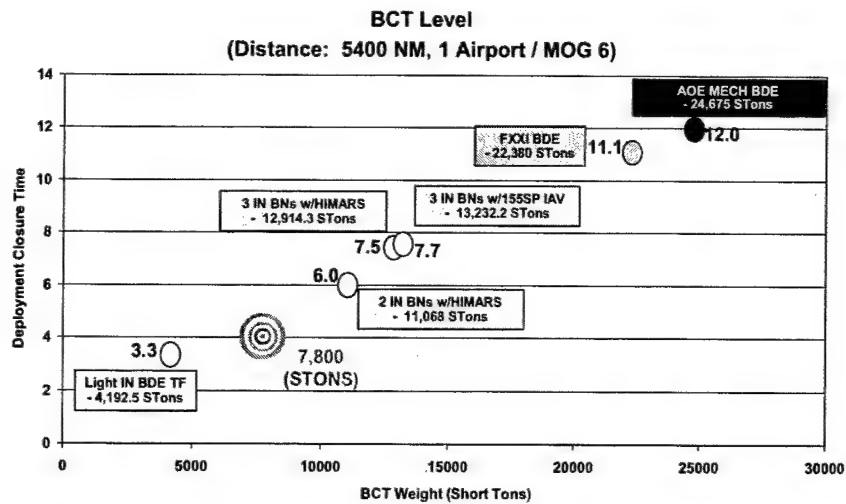 BCT Level
(Distance: 5400 NM, 1 Airport / MOG 6)
Deployment Closure Time
14
12
10
8
6
4
2
0
AOE MECH BDE
- 24,675 STons
12.0
FXXI BDE
- 22,380 STons
11.1
3 IN BNs w/HIMARS
- 12,914.3 STons
3 IN BNs w/155SP IAV
- 13,232.2 STons
7.5
7.7
6.0
2 IN BNs w/HIMARS
- 11,068 STons
3.3
7,800
(STONS)
Light IN BDE TF
- 4,192.5 STons
0
5000
10000
15000
20000
25000
30000
BCT Weight (Short Tons)